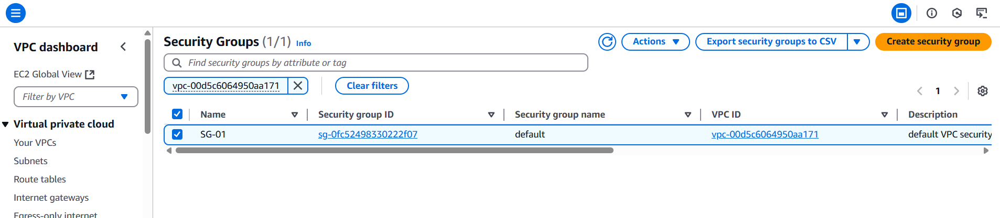 VPC dashboard
EC2 Global View
Filter by VPC
Virtual private cloud
Your VPCs
Subnets
Route tables
Internet gateways
Egress-only internet
Security Groups (1/1) Info
Actions
Export security groups to CSV
Create security group
Find security groups by attribute or tag
vpc-00d5c6064950aa171
Clear filters
1
Name Security group ID Security group name VPC ID Description
SG-01 sg-0fc52498330222f07 default vpc-00d5c6064950aa171 default VPC security